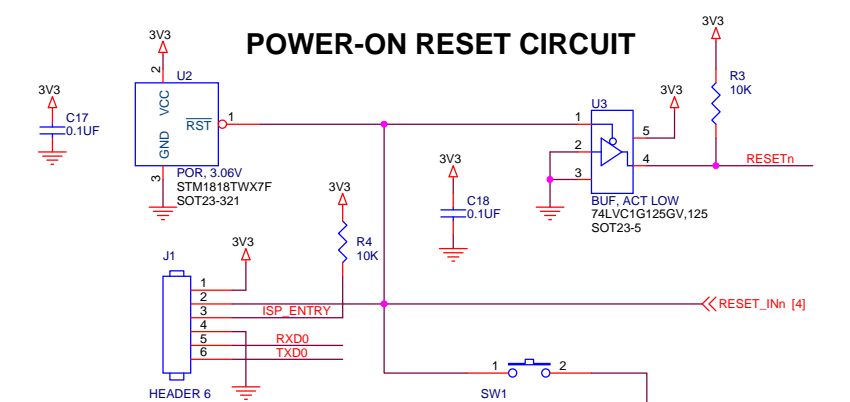 POWER-ON RESET CIRCUIT
3V3
3V3
2
U2
VCC
RST
GND
1
3
POR, 3.06V
STM1818TWX7F
SOT23-321
3V3
C17
0.1UF
3V3
R3
10K
3V3
U3
1
2
3
5
4
RESETn
BUF, ACT LOW
74LVC1G125GV,125
SOT23-5
3V3
C18
0.1UF
3V3
R4
10K
3V3
J1
1
2
3
4
5
6
ISP_ENTRY
RXD0
TXD0
HEADER 6
RESET_INn [4]
1
2
SW1